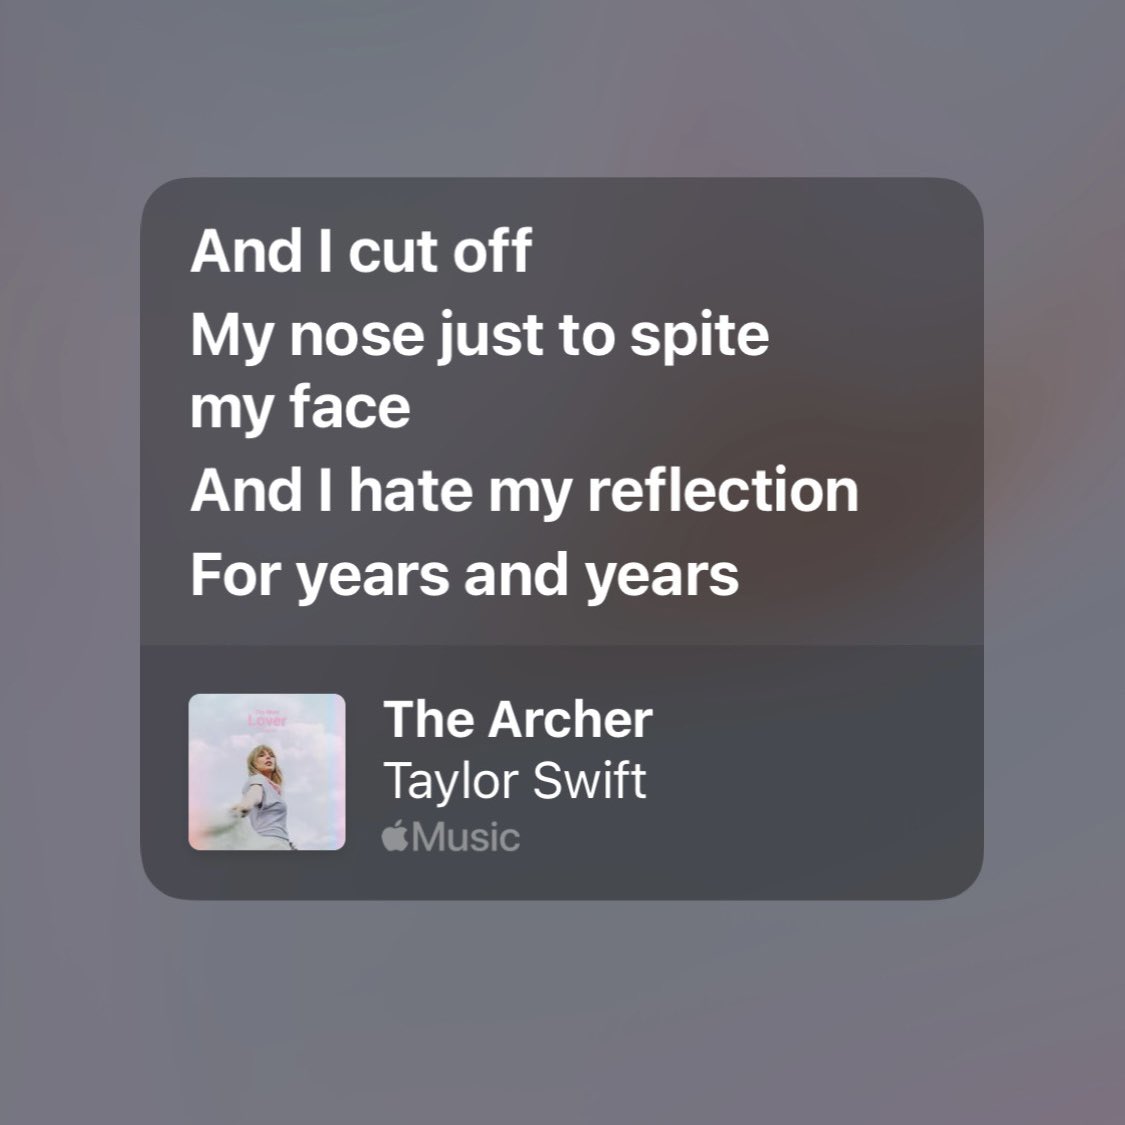 And I cut off
My nose just to spite
my face
And I hate my reflection
For years and years
Lover
The Archer
Taylor Swift
Music